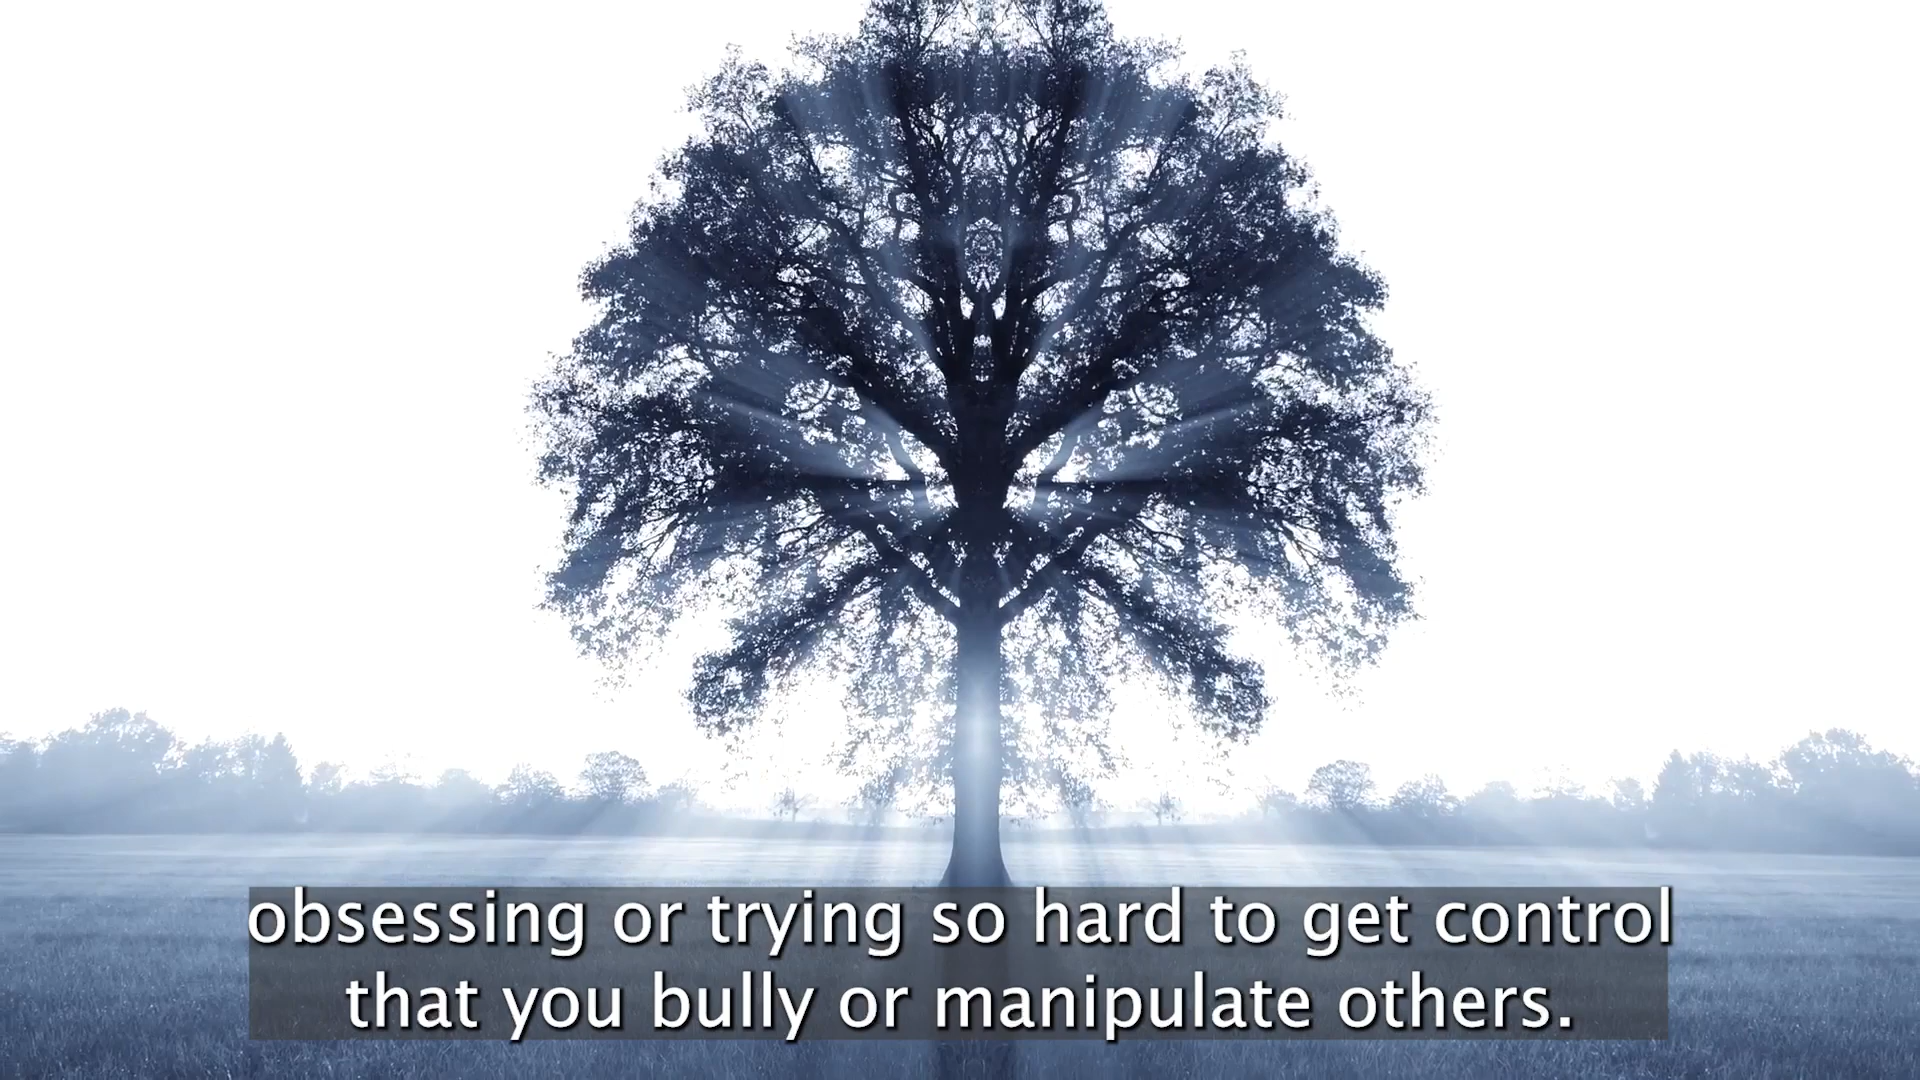 obsessing or trying so hard to get control
that you bully or manipulate others.